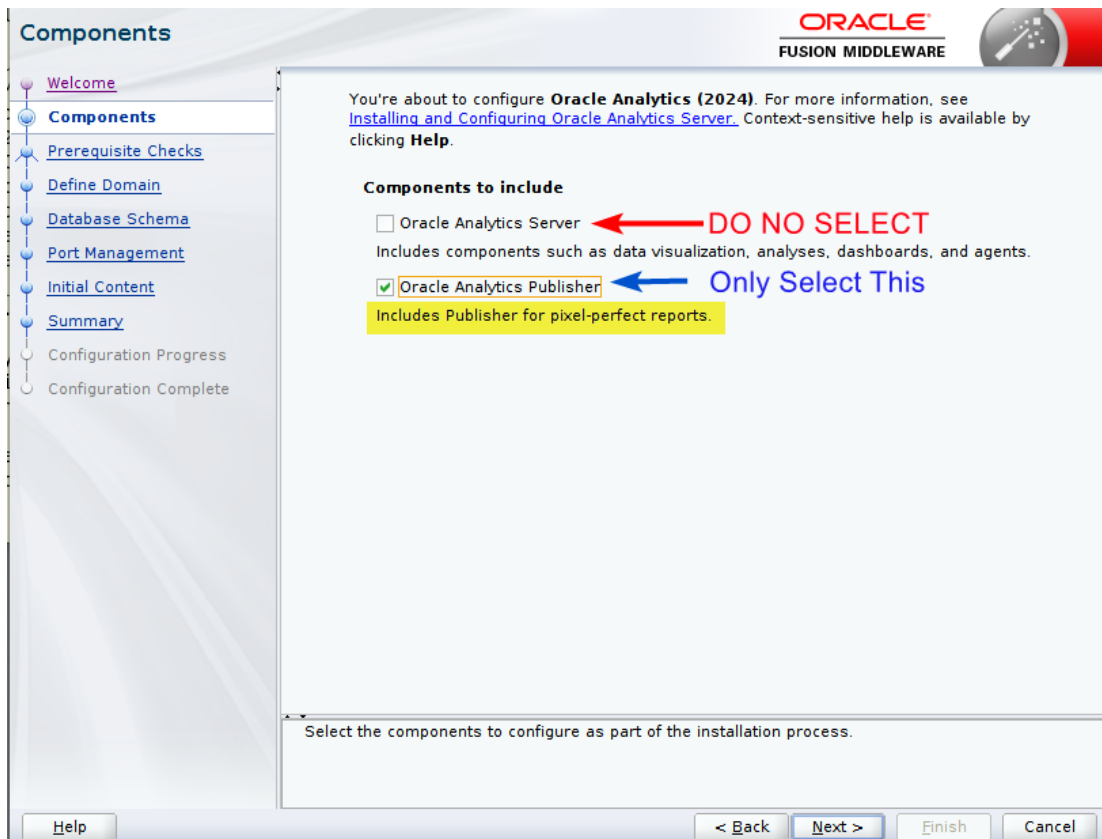 Components
ORACLE
FUSION MIDDLEWARE
Welcome
Components
Prerequisite Checks
Define Domain
Database Schema
Port Management
Initial Content
Summary
Configuration Progress
Configuration Complete
You're about to configure Oracle Analytics (2024). For more information, see
Installing and Configuring Oracle Analytics Server. Context-sensitive help is available by
clicking Help.
Components to include
Oracle Analytics Server DO NO SELECT
Includes components such as data visualization, analyses, dashboards, and agents.
Oracle Analytics Publisher Only Select This
Includes Publisher for pixel-perfect reports.
Select the components to configure as part of the installation process.
Help
< Back Next > Finish Cancel